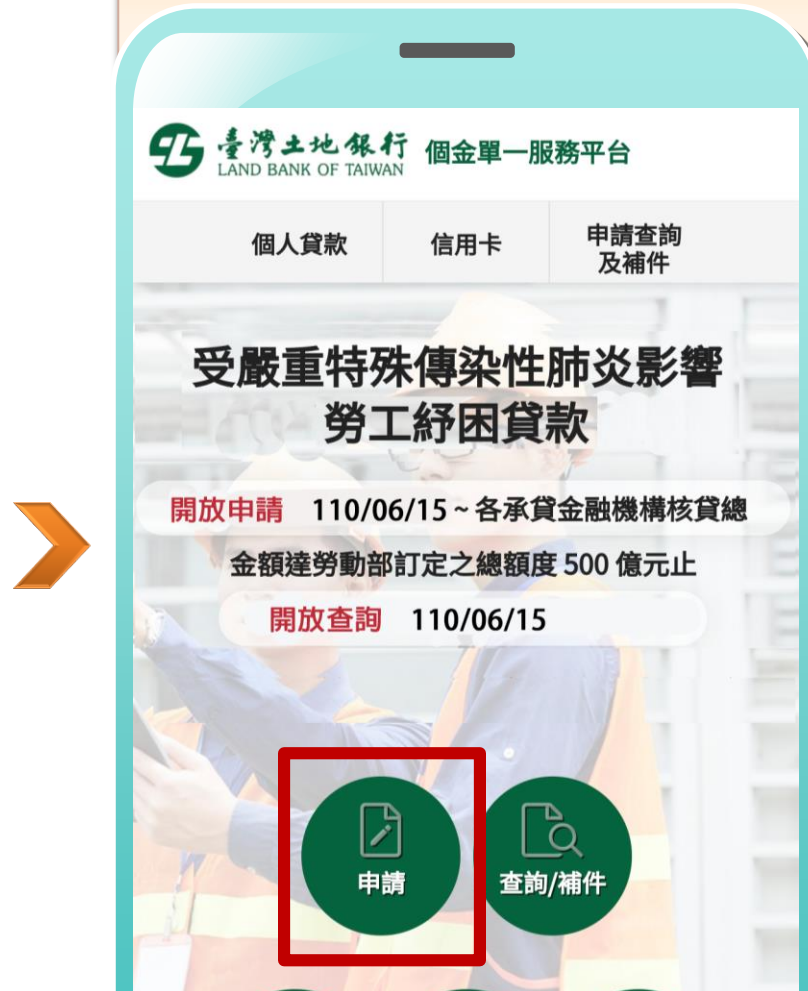 臺灣土地銀行 個金單一服務平台
LAND BANK OF TAIWAN
個人貸款 信用卡 申請查詢
及補件
受嚴重特殊傳染性肺炎影響
勞工紓困貸款
開放申請 110/06/15 ~ 各承貸金融機構核貸總
金額達勞動部訂定之總額度 500 億元止
開放查詢 110/06/15
申請 查詢/補件